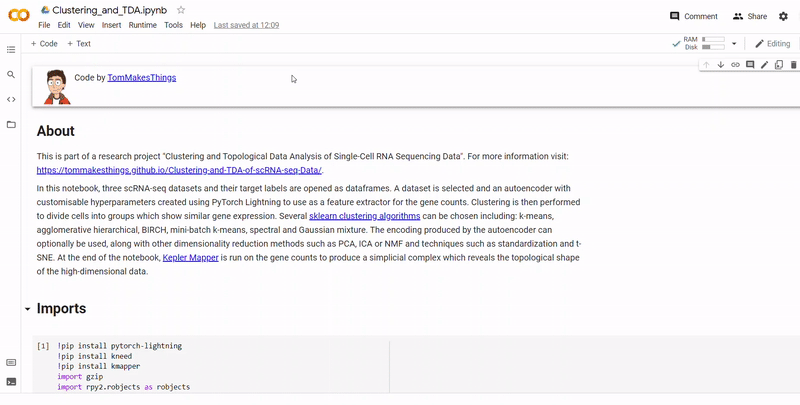 Clustering_and_TDA.ipynb
File Edit View Insert Runtime Tools Help Last saved at 12:09
Comment Share
+ Code + Text
RAM
Disk
Editing
Code by TomMakesThings
About
This is part of a research project "Clustering and Topological Data Analysis of Single-Cell RNA Sequencing Data". For more information visit:
https://tommakesthings.github.io/Clustering-and-TDA-of-scRNA-seq-Data/.
In this notebook, three scRNA-seq datasets and their target labels are opened as dataframes. A dataset is selected and an autoencoder with
customisable hyperparameters created using PyTorch Lightning to use as a feature extractor for the gene counts. Clustering is then performed
to divide cells into groups which show similar gene expression. Several sklearn clustering algorithms can be chosen including: k-means,
agglomerative hierarchical, BIRCH, mini-batch k-means, spectral and Gaussian mixture. The encoding produced by the autoencoder can
optionally be used, along with other dimensionality reduction methods such as PCA, ICA or NMF and techniques such as standardization and t-
SNE. At the end of the notebook, Kepler Mapper is run on the gene counts to produce a simplicial complex which reveals the topological shape
of the high-dimensional data.
Imports
[1] !pip install pytorch-lightning
!pip install kneed
!pip install kmapper
import gzip
import rpy2.robjects as robjects